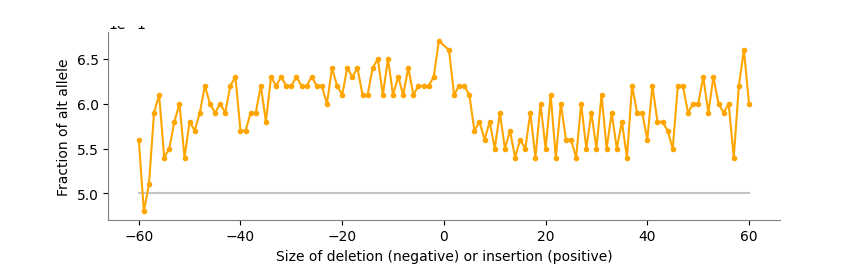 6.5
6.0
5.5
5.0
Fraction of alt allele
−60 −40 −20 0 20 40 60
Size of deletion (negative) or insertion (positive)